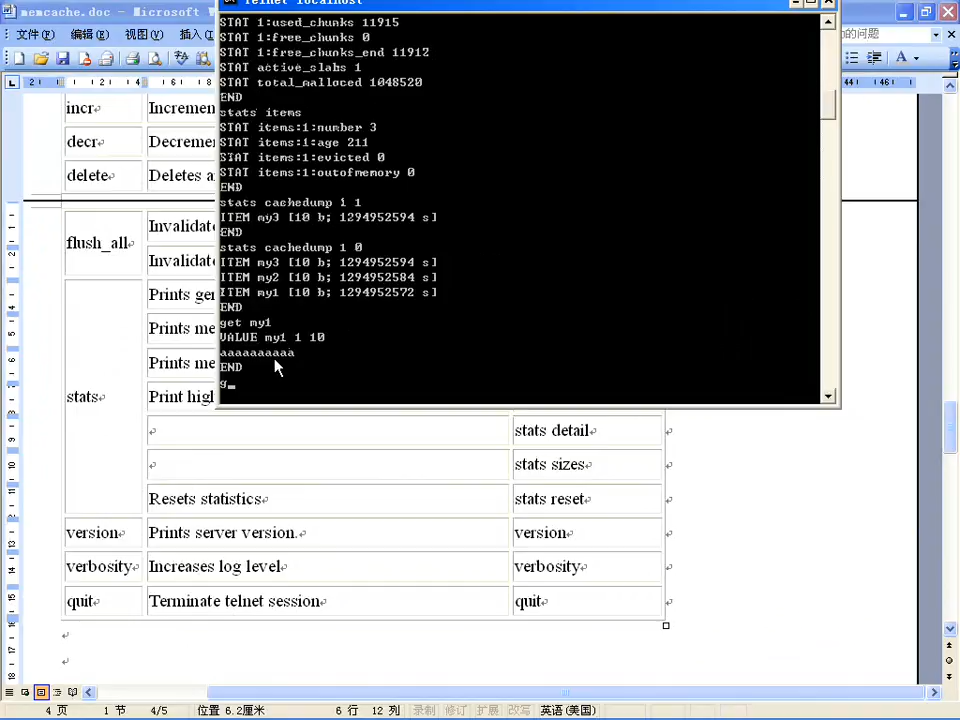 memcache.doc - Microsoft W
Telnet localhost
文件(F) 编辑(E) 视图(V) 插入(I)
的问题
STAT 1:used_chunks 11915
STAT 1:free_chunks 0
STAT 1:free_chunks_end 11912
STAT active_slabs 1
STAT total_malloced 1048520
END
stats items
STAT items:1:number 3
STAT items:1:age 211
STAT items:1:evicted 0
STAT items:1:outofmemory 0
END
stats cachedump 1 1
ITEM my3 [10 b; 1294952594 s]
END
stats cachedump 1 0
ITEM my3 [10 b; 1294952594 s]
ITEM my2 [10 b; 1294952584 s]
ITEM my1 [10 b; 1294952572 s]
END
get my1
VALUE my1 1 10
aaaaaaaaaa
END
g_
incr Incremen
decr Decreme
delete Deletes a
flush_all Invalidat
Invalidat
stats Prints ger
Prints me
Prints me
Print higl
stats detail
stats sizes
Resets statistics stats reset
version Prints server version. version
verbosity Increases log level verbosity
quit Terminate telnet session quit
4 页 1 节 4/5 位置 6.2厘米 6 行 12 列 录制 修订 扩展 改写 英语(美国)